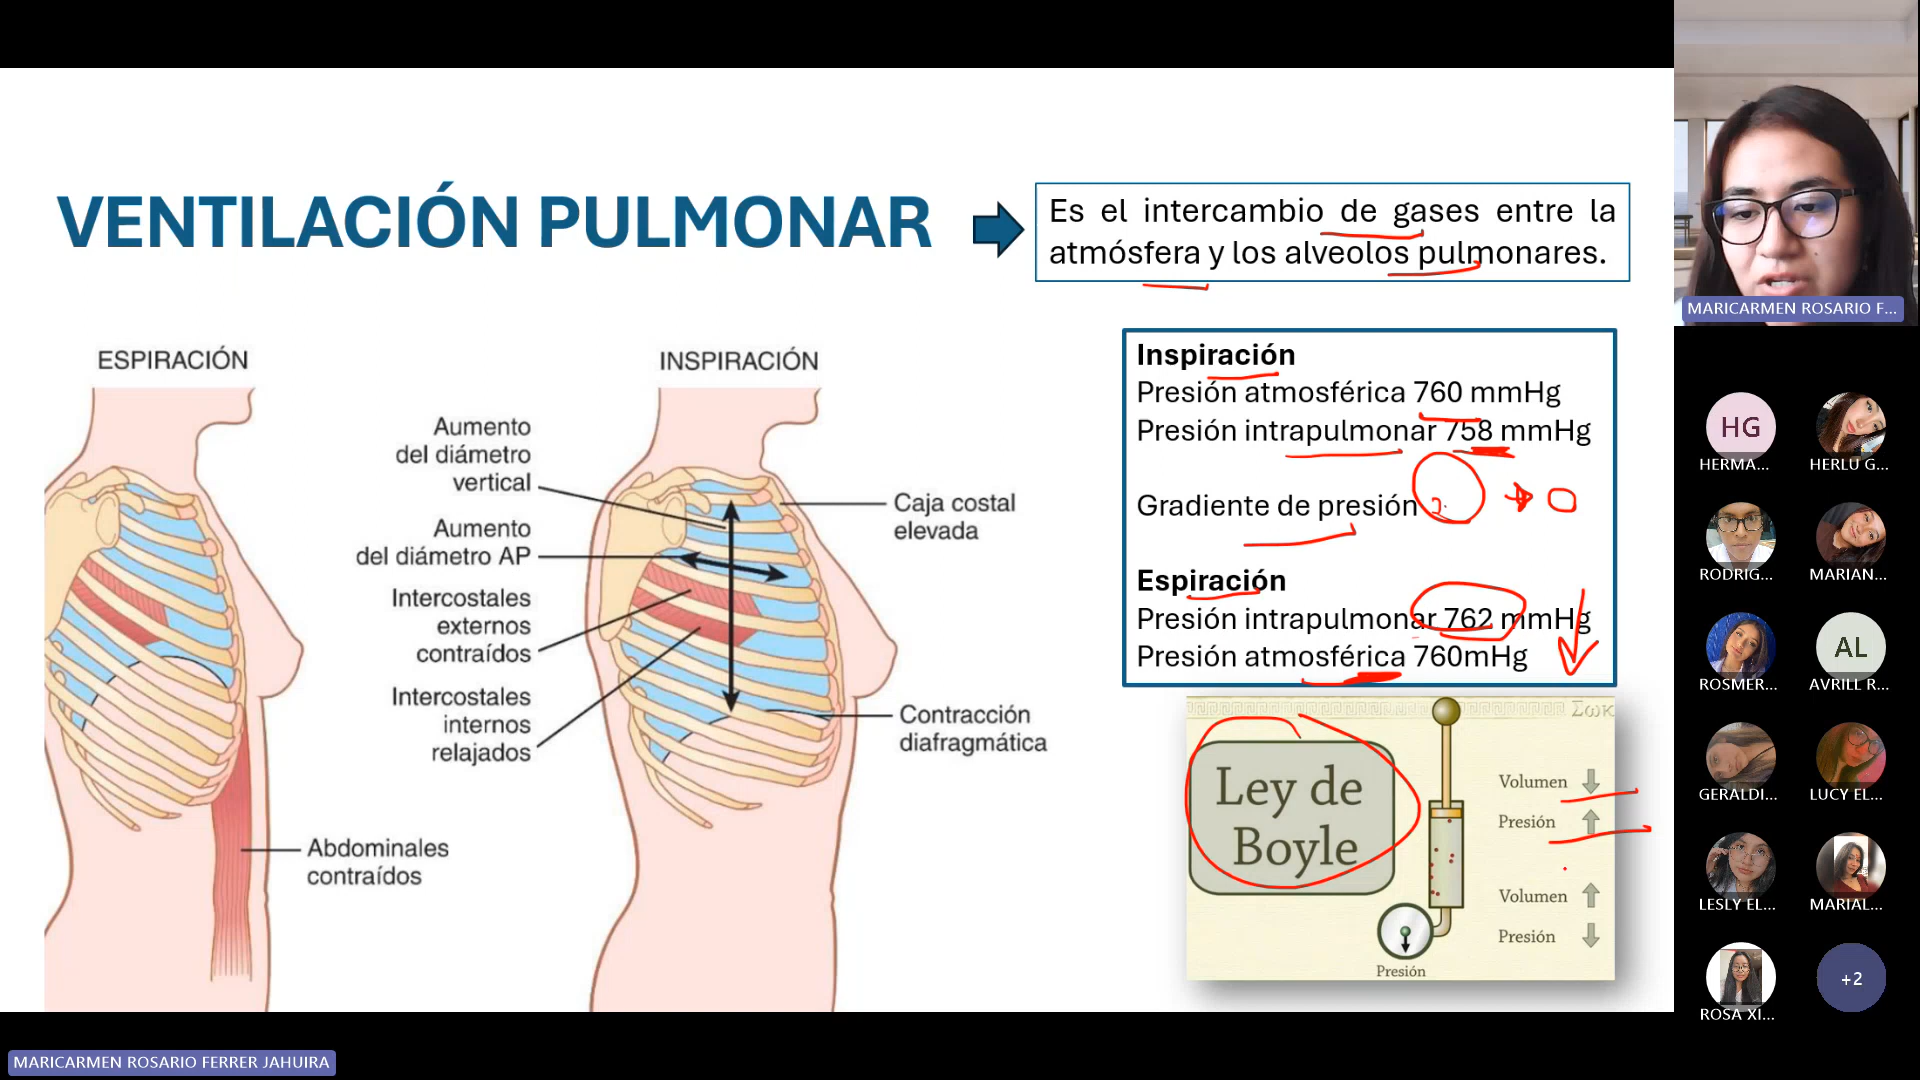 VENTILACIÓN PULMONAR
Es el intercambio de gases entre la
atmósfera y los alveolos pulmonares.
ESPIRACIÓN
INSPIRACIÓN
Aumento
del diámetro
vertical
Aumento
del diámetro AP
Intercostales
externos
contraídos
Intercostales
internos
relajados
Caja costal
elevada
Contracción
diafragmática
Abdominales
contraídos
Inspiración
Presión atmosférica 760 mmHg
Presión intrapulmonar 758 mmHg
Gradiente de presión 2
Espiración
Presión intrapulmonar 762 mmHg
Presión atmosférica 760mHg
Σωκ
Ley de
Boyle
Volumen
Presión
Volumen
Presión
Presión
MARICARMEN ROSARIO F...
HG
HERMA...
HERLU G...
RODRIG...
MARIAN...
ROSMER...
AL
AVRILL R...
GERALDI...
LUCY EL...
LESLY EL...
MARIAL...
ROSA XI...
+2
MARICARMEN ROSARIO FERRER JAHUIRA